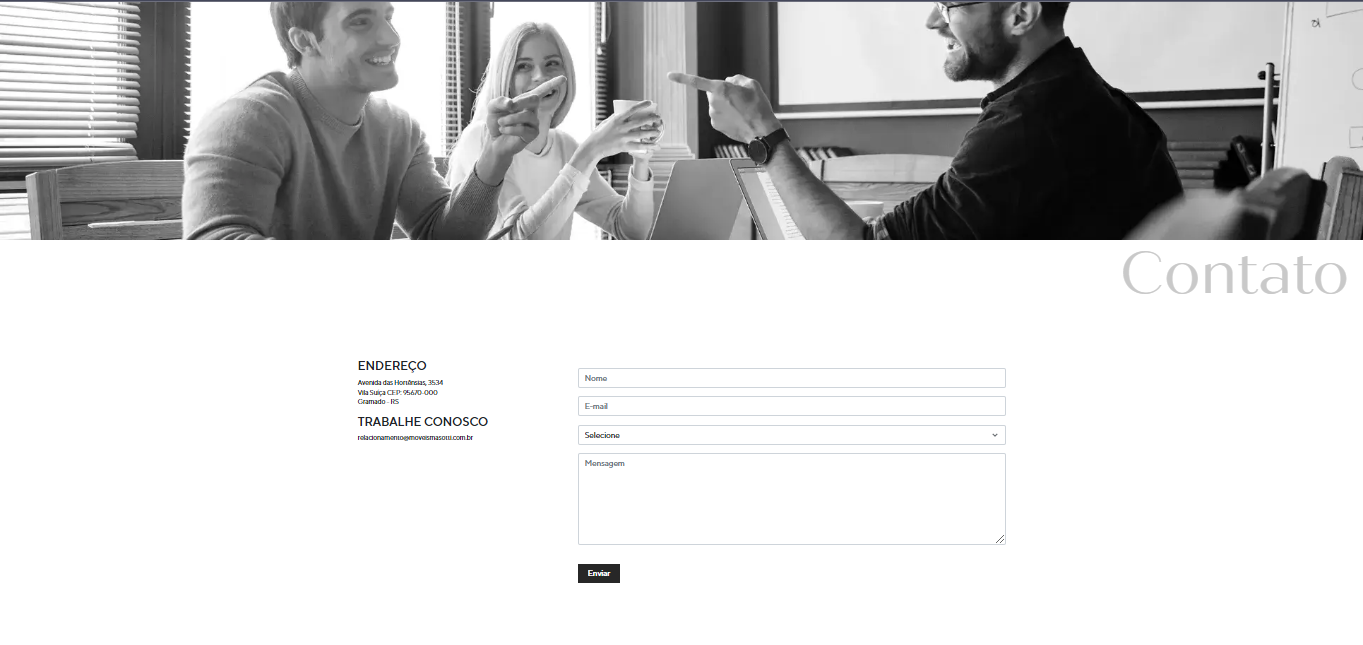 Contato
ENDEREÇO
Avenida das Hortênsias, 3534
Vila Suiça CEP: 95670-000
Gramado - RS
TRABALHE CONOSCO
relacionamento@moveismasotti.com.br
Nome
E-mail
Selecione
Mensagem
Enviar